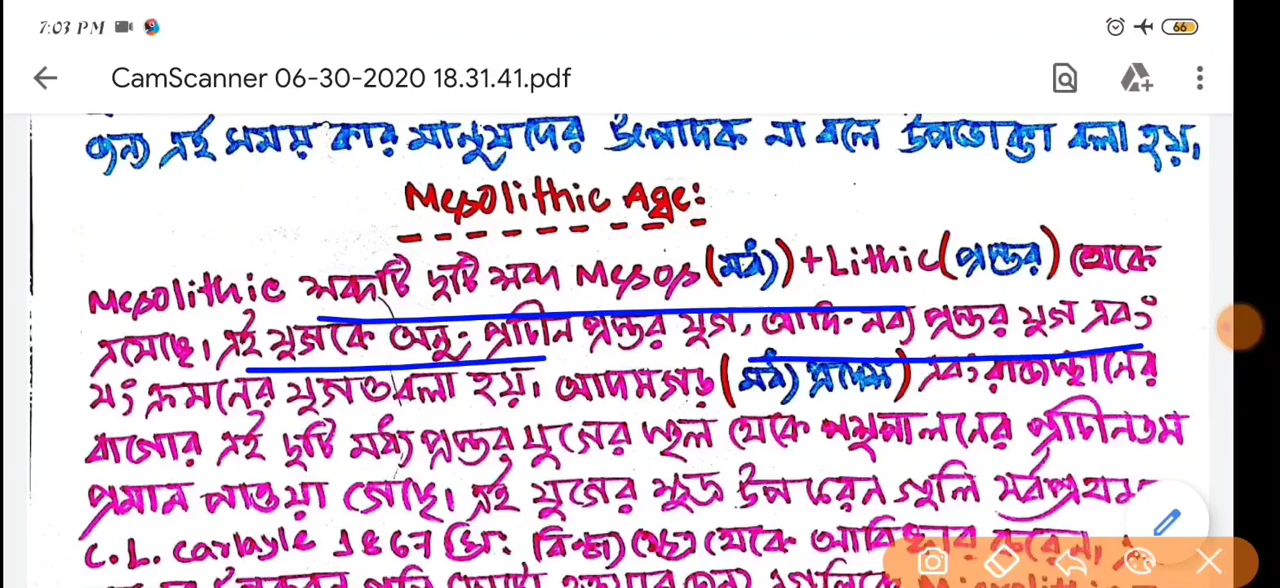 7:03 PM
66
CamScanner 06-30-2020 18.31.41.pdf
জন্য এই সময় কার মানুষদের উৎপাদক না বলে উপভোক্তা বলা হয়,
Mesolithic Age:
Mesolithic শব্দটি দুটি শব্দ Mesos (মধ্য) + Lithic (প্রস্তর) থেকে
এসেছে। এই যুগকে অন্তঃ প্রাচীন প্রস্তর যুগ, আদি-নব্য প্রস্তর যুগ এবং
সংক্রমনের যুগও বলা হয়, আদমগড় (মধ্য প্রদেশ) এবং রাজস্থানের
বাগোর এই দুটি মধ্য প্রস্তর যুগের স্থল থেকে পশুপালনের প্রাচীনতম
প্রমান পাওয়া গেছে। এই যুগের ক্ষুদ্র উপকরন গুলি সর্বপ্রথম
C.L. Carlayle 1867 খ্রি: বিন্ধ্য ক্ষেত্র থেকে আবিষ্কার করেন,